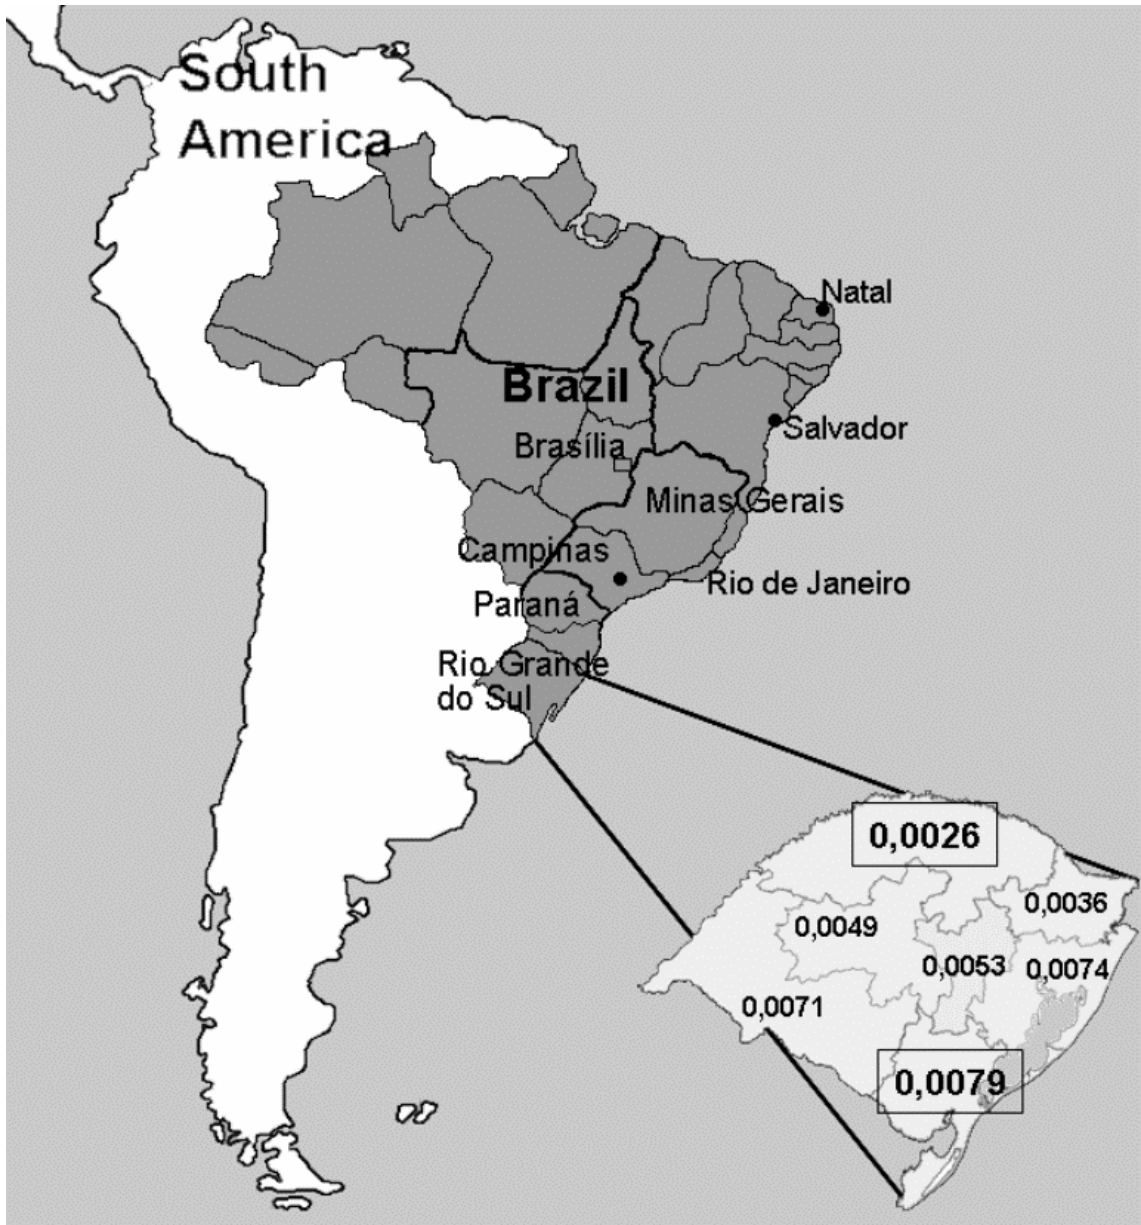 South
America
Natal
Brazil
Salvador
Brasília
Minas Gerais
Campinas
Rio de Janeiro
Paraná
Rio Grande
do Sul
0,0026
0,0036
0,0049
0,0053
0,0074
0,0071
0,0079